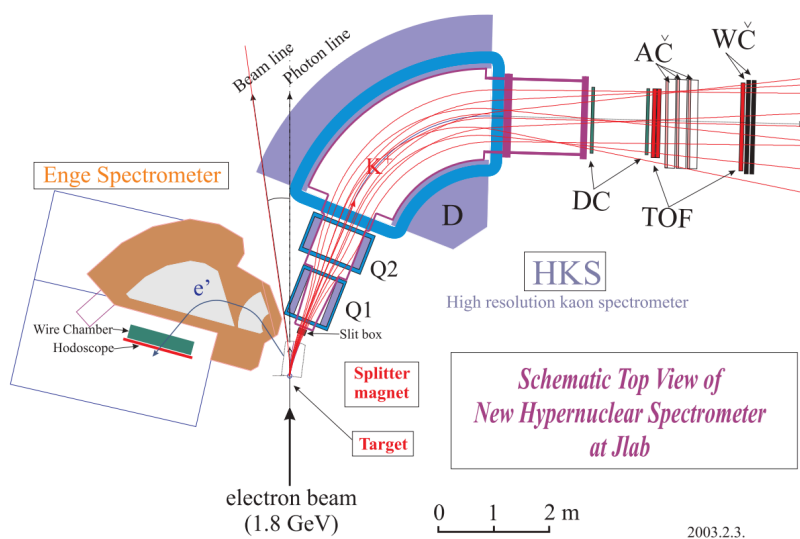 Beam line
Photon line
AČ
WČ
Enge Spectrometer
K⁺
DC
TOF
D
Q2
HKS
High resolution kaon spectrometer
e’
Q1
Wire Chamber
Hodoscope
Slit box
Splitter
magnet
Target
Schematic Top View of
New Hypernuclear Spectrometer
at Jlab
electron beam
(1.8 GeV)
0 1 2 m
2003.2.3.